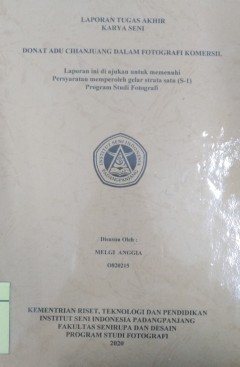 LAPORAN TUGAS AKHIR
KARYA SENI
DONAT ADU CIHANJUANG DALAM FOTOGRAFI KOMERSIL
Laporan ini di ajukan untuk memenuhi
Persyaratan memperoleh gelar strata satu (S-1)
Program Studi Fotografi
Disusun Oleh :
MELGI ANGGIA
O020215
KEMENTRIAN RISET, TEKNOLOGI DAN PENDIDIKAN
INSTITUT SENI INDONESIA PADANGPANJANG
FAKULTAS SENIRUPA DAN DESAIN
PROGRAM STUDI FOTOGRAFI
2020